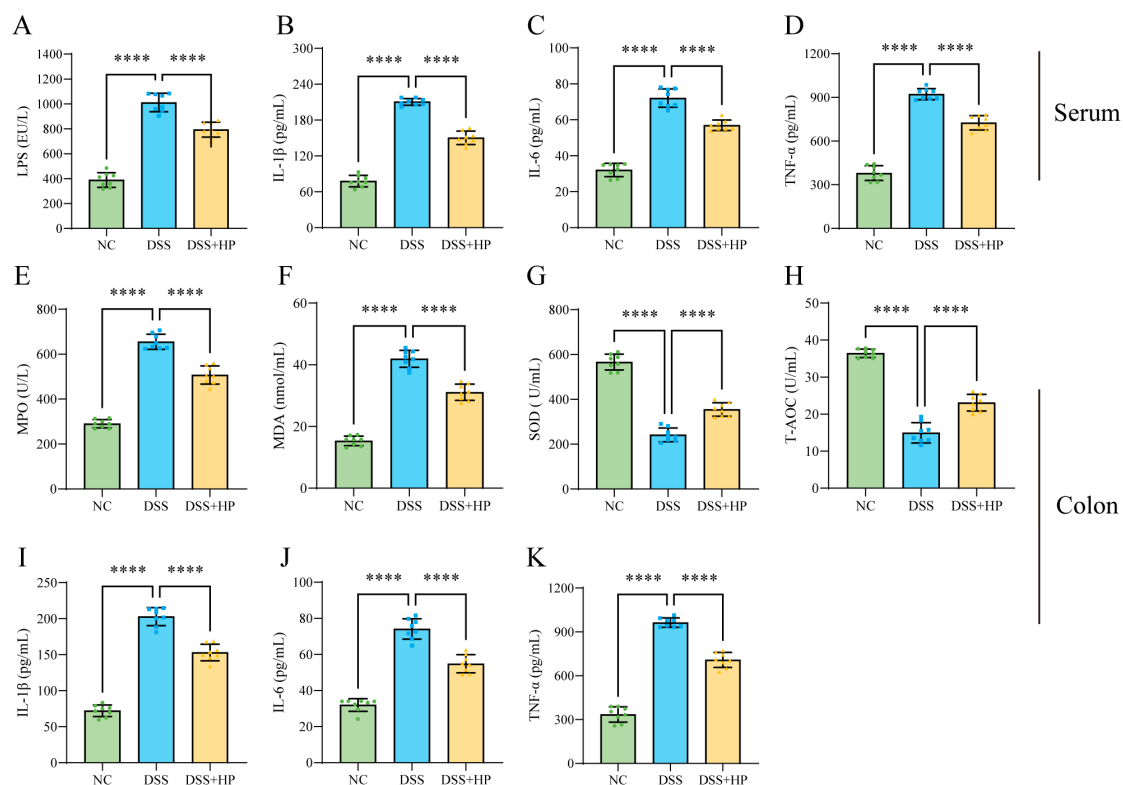 A
LPS (EU/L)
1400
1200
1000
800
600
400
200
0
**** ****
NC DSS DSS+HP
B
IL-1β (pg/mL)
300
240
180
120
60
0
**** ****
NC DSS DSS+HP
C
IL-6 (pg/mL)
100
80
60
40
20
0
**** ****
NC DSS DSS+HP
D
TNF-α (pg/mL)
1200
900
600
300
0
**** ****
NC DSS DSS+HP
Serum
E
MPO (U/L)
800
600
400
200
0
**** ****
NC DSS DSS+HP
F
MDA (nmol/mL)
60
40
20
0
**** ****
NC DSS DSS+HP
G
SOD ( U/mL)
800
600
400
200
0
**** ****
NC DSS DSS+HP
H
T-AOC (U/mL)
50
40
30
20
10
0
**** ****
NC DSS DSS+HP
Colon
I
IL-1β (pg/mL)
250
200
150
100
50
0
**** ****
NC DSS DSS+HP
J
IL-6 (pg/mL)
100
80
60
40
20
0
**** ****
NC DSS DSS+HP
K
TNF-α (pg/mL)
1200
900
600
300
0
**** ****
NC DSS DSS+HP